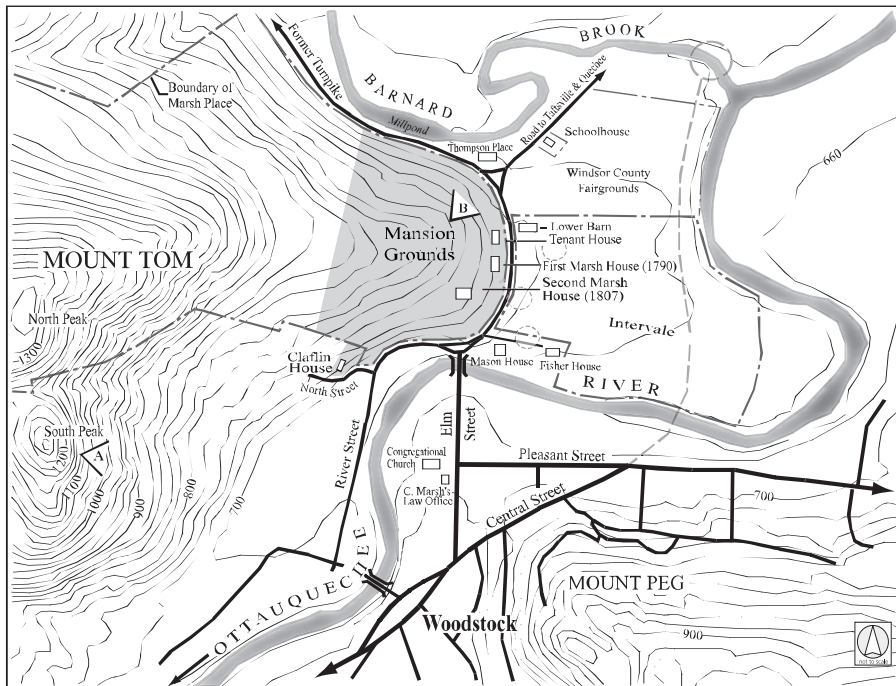 Former Turnpike
BARNARD
BROOK
Boundary of
Marsh Place
Millpond
Road to Taftsville & Quechee
Thompson Place
Schoolhouse
Windsor County
Fairgrounds
660
B
Mansion
Grounds
Lower Barn
Tenant House
First Marsh House (1790)
Second Marsh
House (1807)
MOUNT TOM
North Peak
1200
Intervale
Claflin
House
North Street
Mason House
Fisher House
RIVER
South Peak
A
1200
1100
1000
900
800
700
River Street
Elm
Street
Congregational
Church
C. Marsh's
Law Office
Pleasant Street
Central Street
700
OTTAUQUECHEE
MOUNT PEG
Woodstock
900
not to scale